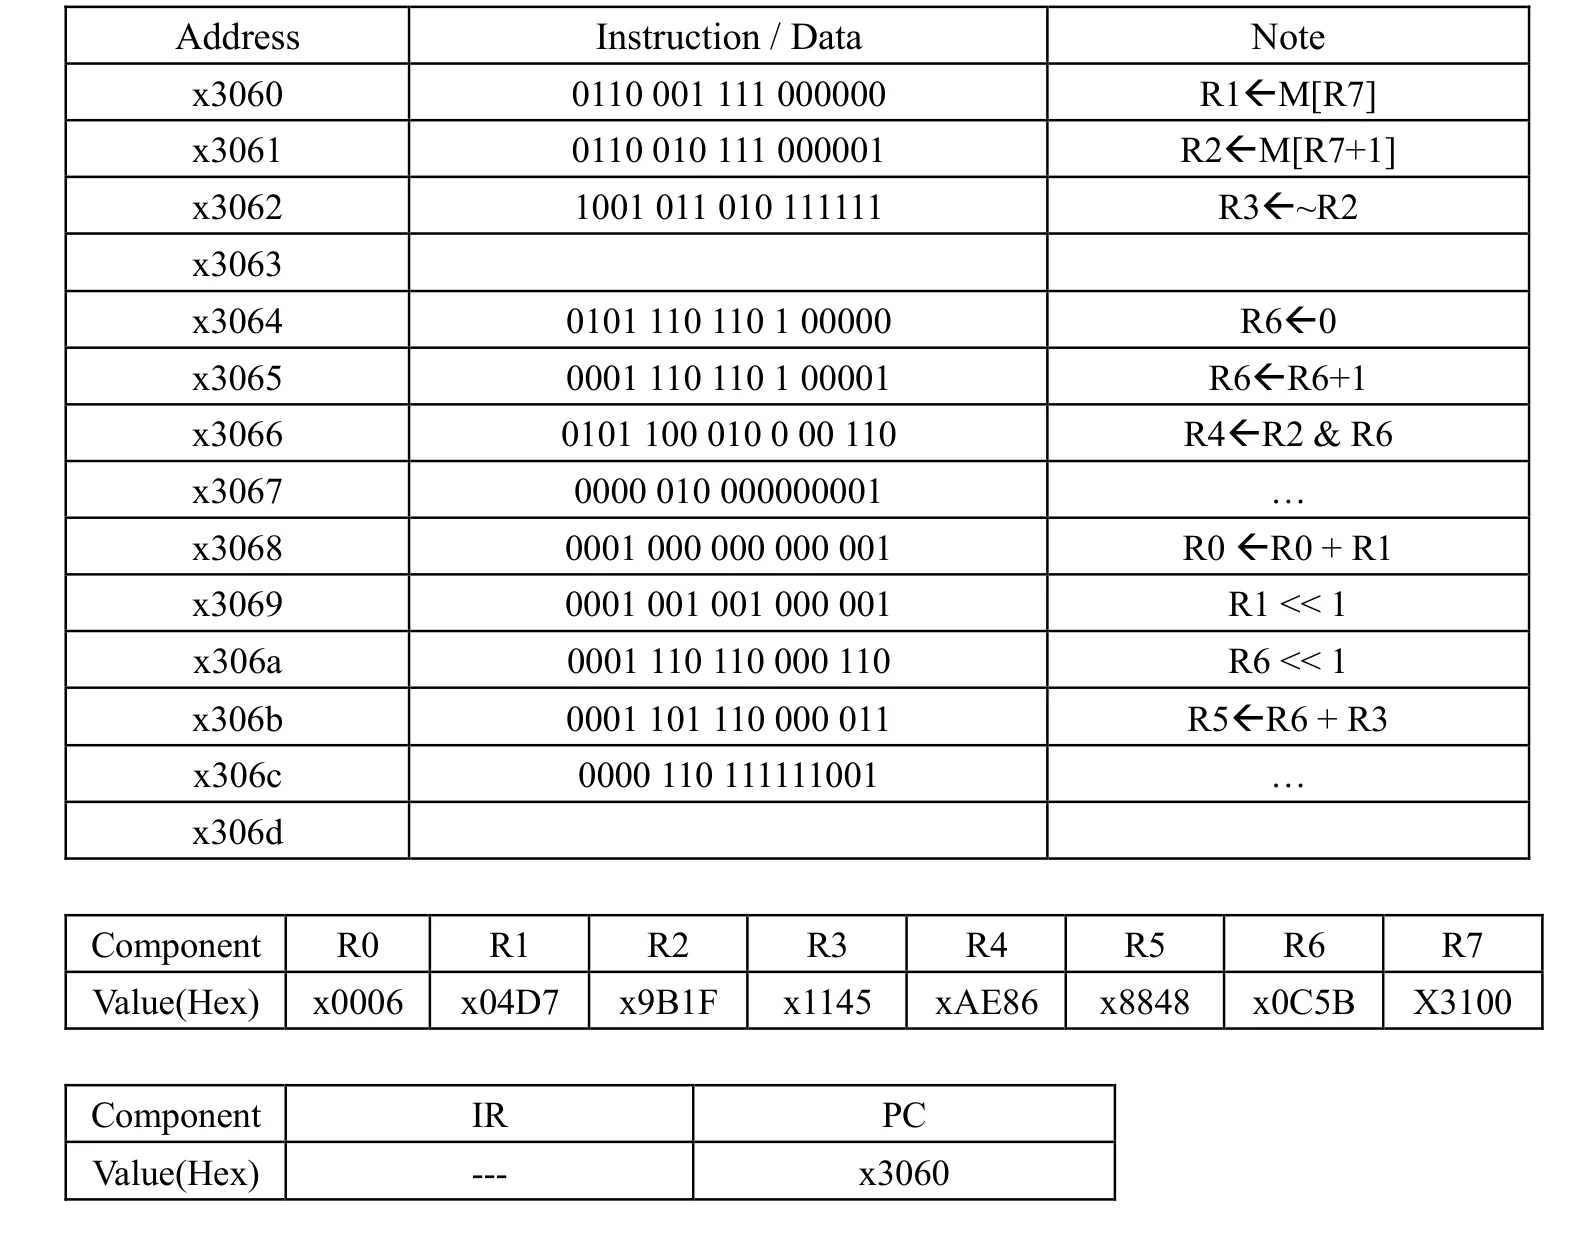 Address Instruction / Data Note
x3060 0110 001 111 000000 R1←M[R7]
x3061 0110 010 111 000001 R2←M[R7+1]
x3062 1001 011 010 111111 R3←~R2
x3063
x3064 0101 110 110 1 00000 R6←0
x3065 0001 110 110 1 00001 R6←R6+1
x3066 0101 100 010 0 00 110 R4←R2 & R6
x3067 0000 010 000000001 …
x3068 0001 000 000 000 001 R0 ←R0 + R1
x3069 0001 001 001 000 001 R1 << 1
x306a 0001 110 110 000 110 R6 << 1
x306b 0001 101 110 000 011 R5←R6 + R3
x306c 0000 110 111111001 …
x306d
Component R0 R1 R2 R3 R4 R5 R6 R7
Value(Hex) x0006 x04D7 x9B1F x1145 xAE86 x8848 x0C5B X3100
Component IR PC
Value(Hex) --- x3060